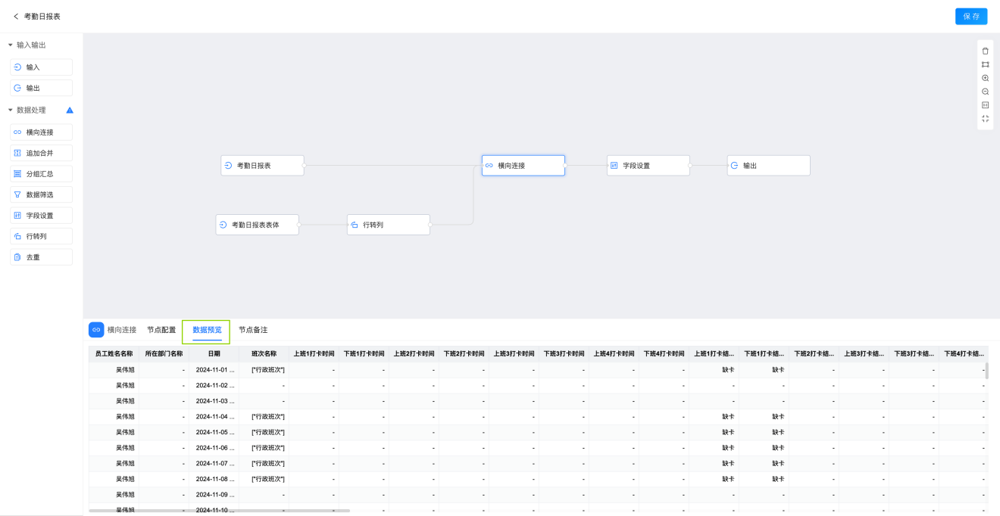 考勤日报表
保存
输入输出
输入
输出
数据处理
横向连接
追加合并
分组汇总
数据筛选
字段设置
行转列
去重
考勤日报表
横向连接
字段设置
输出
考勤日报表表体
行转列
横向连接 节点配置 数据预览 节点备注
员工姓名名称 所在部门名称 日期 班次名称 上班1打卡时间 下班1打卡时间 上班2打卡时间 下班2打卡时间 上班3打卡时间 下班3打卡时间 上班4打卡时间 下班4打卡时间 上班1打卡结... 下班1打卡结... 下班2打卡结... 上班3打卡结... 下班3打卡结... 下班4打卡结...
吴伟旭 - 2024-11-01 ... ["行政班次"] - - - - - - - - 缺卡 缺卡 - - - -
吴伟旭 - 2024-11-02 ... - - - - - - - - - - - - - - -
吴伟旭 - 2024-11-03 ... - - - - - - - - - - - - - - -
吴伟旭 - 2024-11-04 ... ["行政班次"] - - - - - - - - 缺卡 缺卡 - - - -
吴伟旭 - 2024-11-05 ... ["行政班次"] - - - - - - - - 缺卡 缺卡 - - - -
吴伟旭 - 2024-11-06 ... ["行政班次"] - - - - - - - - 缺卡 缺卡 - - - -
吴伟旭 - 2024-11-07 ... ["行政班次"] - - - - - - - - 缺卡 缺卡 - - - -
吴伟旭 - 2024-11-08 ... ["行政班次"] - - - - - - - - 缺卡 缺卡 - - - -
吴伟旭 - 2024-11-09 ... - - - - - - - - - - - - - - -
吴伟旭 - 2024-11-10 ... - - - - - - - - - - - - - - -